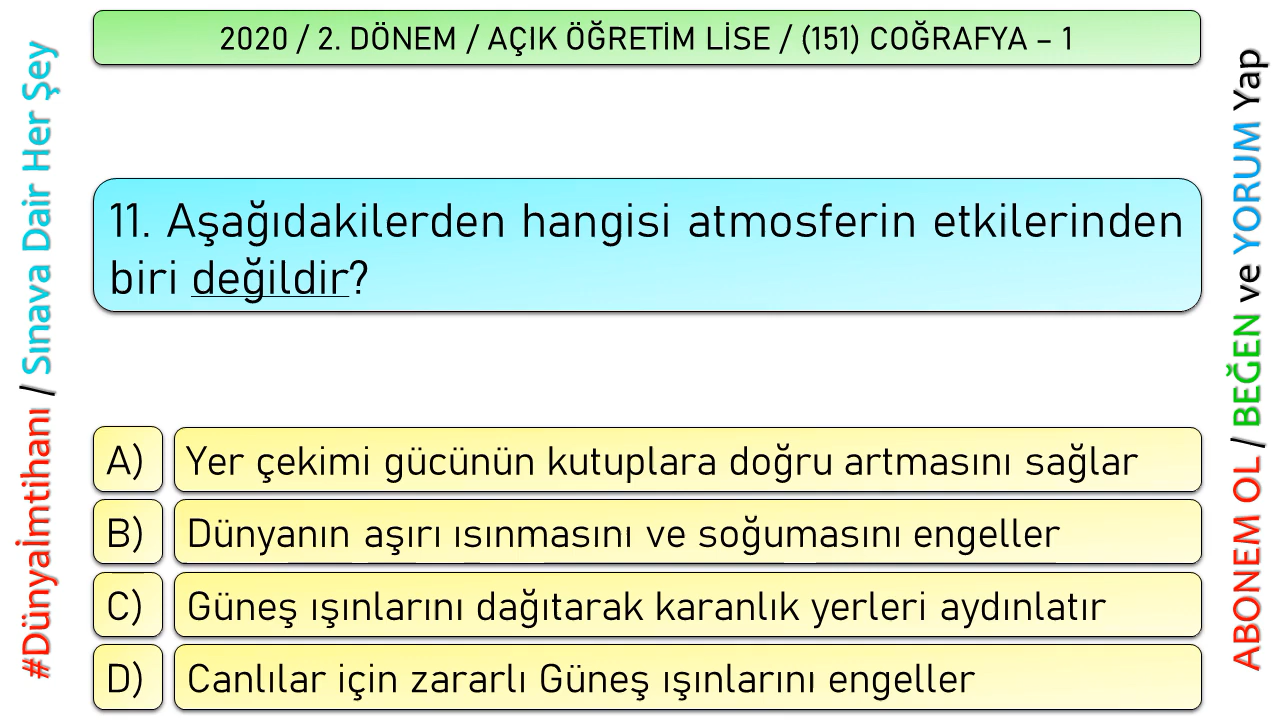 2020 / 2. DÖNEM / AÇIK ÖĞRETİM LİSE / (151) COĞRAFYA – 1
#Dünyaİmtihanı / Sınava Dair Her Şey
11. Aşağıdakilerden hangisi atmosferin etkilerinden
biri değildir?
A) Yer çekimi gücünün kutuplara doğru artmasını sağlar
B) Dünyanın aşırı ısınmasını ve soğumasını engeller
C) Güneş ışınlarını dağıtarak karanlık yerleri aydınlatır
D) Canlılar için zararlı Güneş ışınlarını engeller
ABONEM OL / BEĞEN ve YORUM Yap